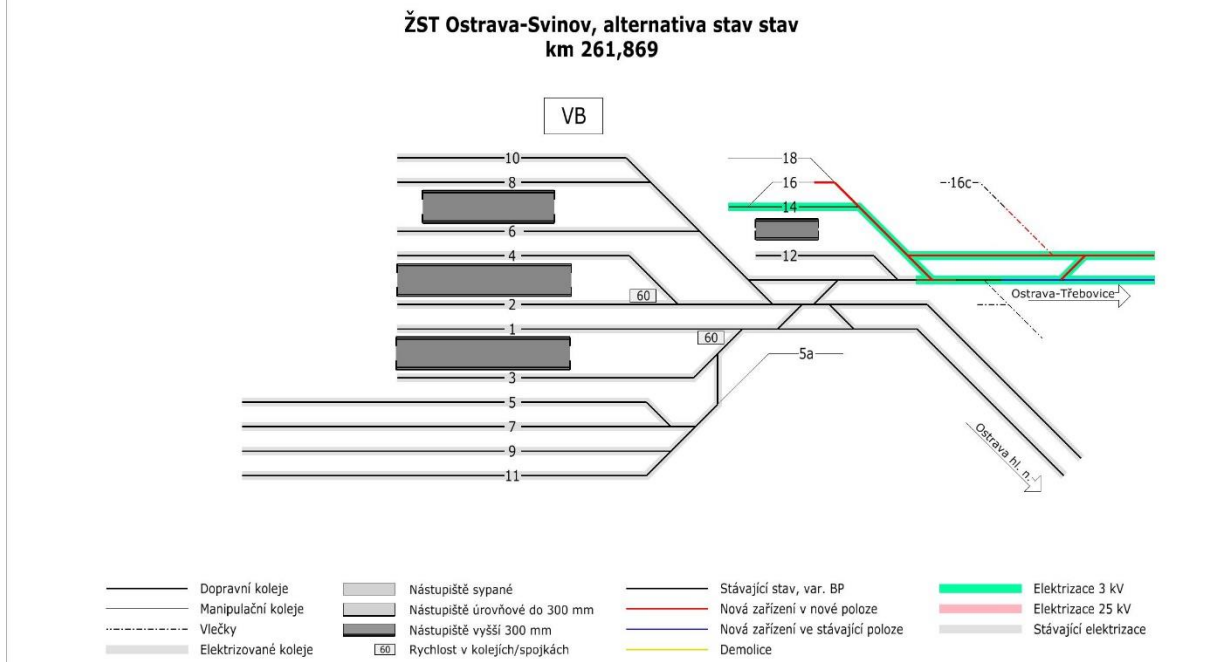 ŽST Ostrava-Svinov, alternativa stav stav
km 261,869
VB
10
18
8
16
16c
14
6
4
12
60
2
Ostrava-Třebovice
1
60
5a
3
5
7
Ostrava hl. n.
9
11
Dopravní koleje
Manipulační koleje
Vlečky
Elektrizované koleje
Nástupiště sypané
Nástupiště úrovňové do 300 mm
Nástupiště vyšší 300 mm
60 Rychlost v kolejích/spojkách
Stávající stav, var. BP
Nová zařízení v nové poloze
Nová zařízení ve stávající poloze
Demolice
Elektrizace 3 kV
Elektrizace 25 kV
Stávající elektrizace